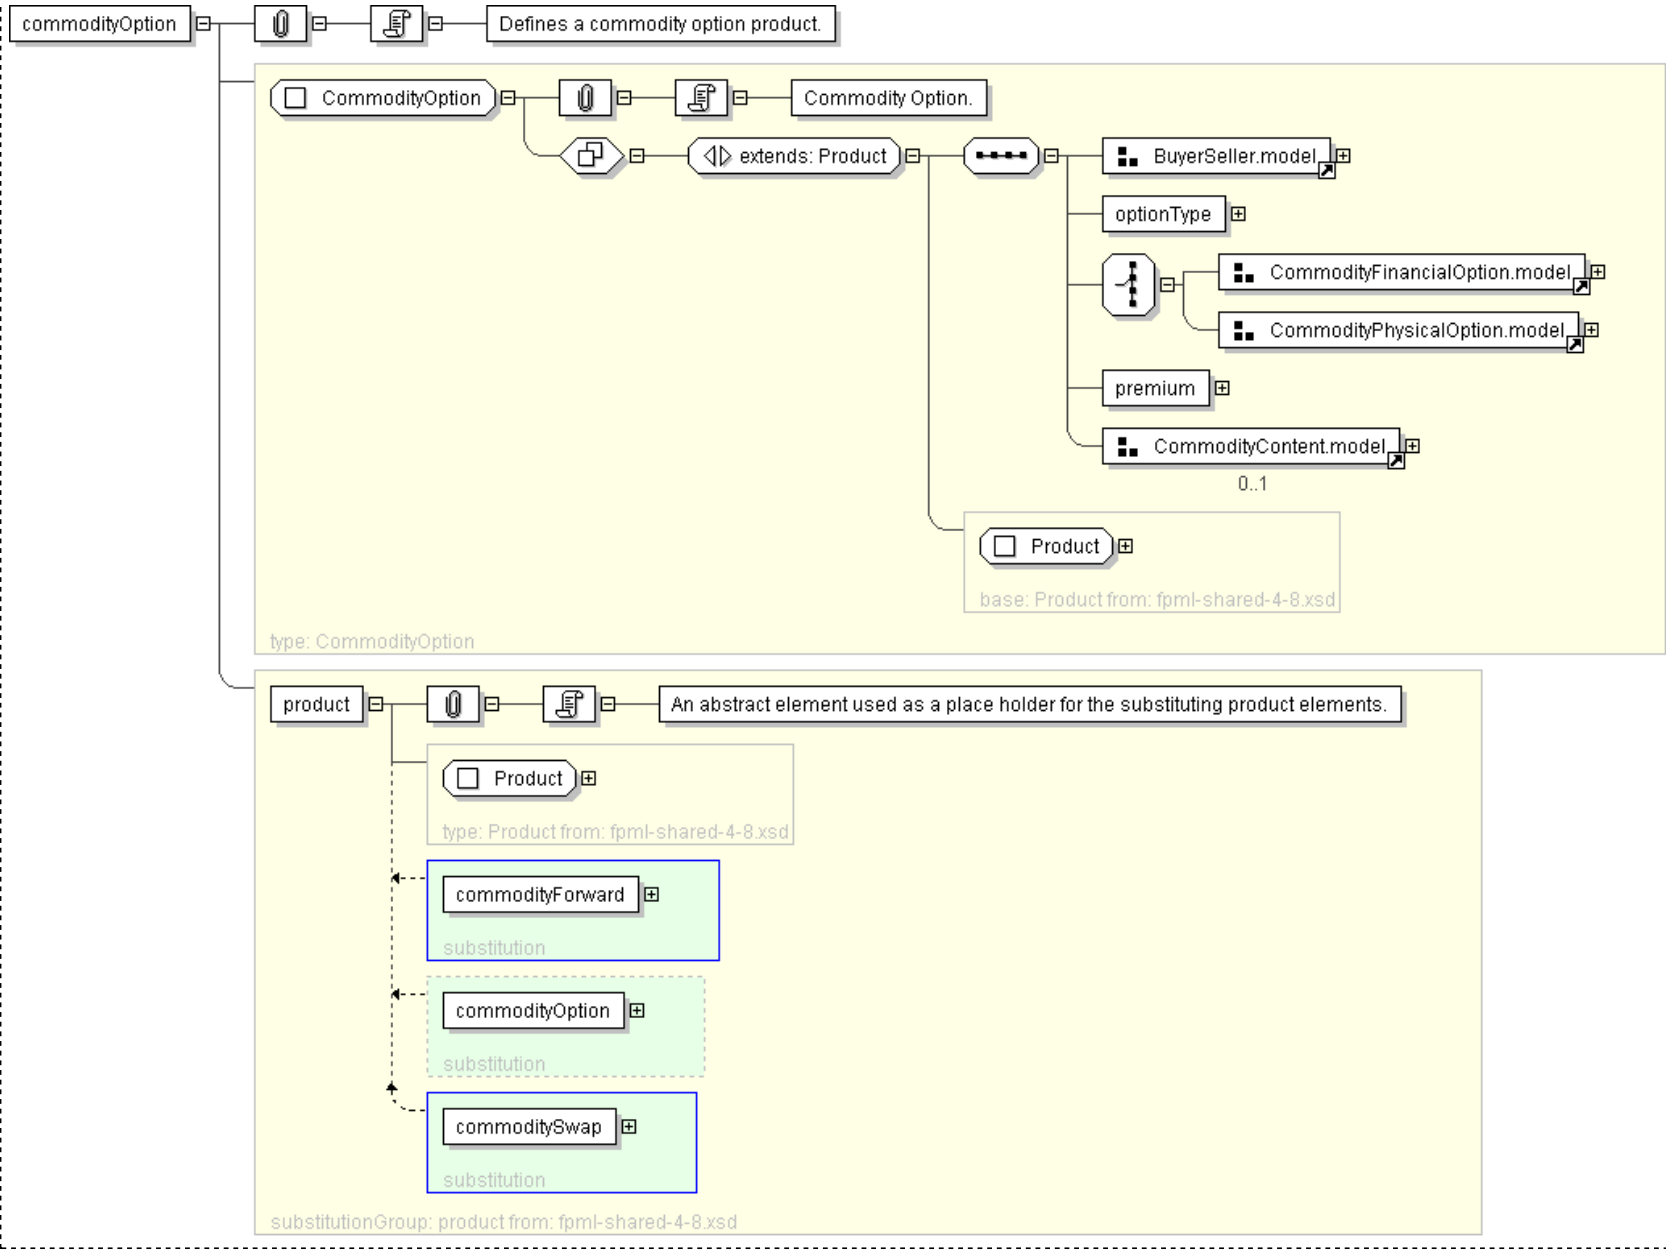 commodityOption
Defines a commodity option product.
CommodityOption
Commodity Option.
extends: Product
BuyerSeller.model
optionType
CommodityFinancialOption.model
CommodityPhysicalOption.model
premium
CommodityContent.model
0..1
Product
base: Product from: fpml-shared-4-8.xsd
type: CommodityOption
product
An abstract element used as a place holder for the substituting product elements.
Product
type: Product from: fpml-shared-4-8.xsd
commodityForward
substitution
commodityOption
substitution
commoditySwap
substitution
substitutionGroup: product from: fpml-shared-4-8.xsd